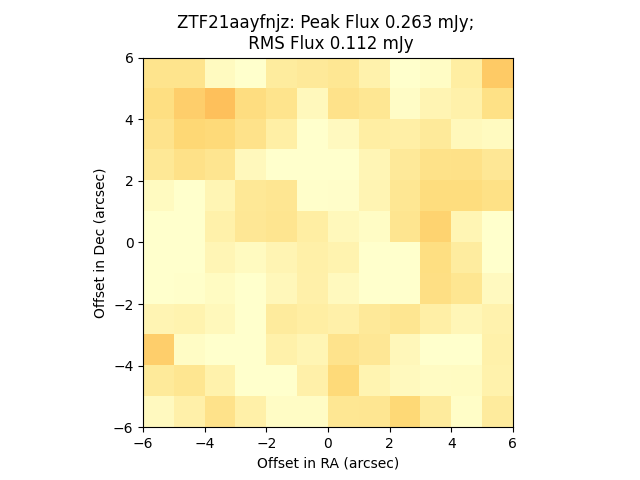 ZTF21aayfnjz: Peak Flux 0.263 mJy;
RMS Flux 0.112 mJy
6
4
2
0
−2
−4
−6
Offset in Dec (arcsec)
−6 −4 −2 0 2 4 6
Offset in RA (arcsec)